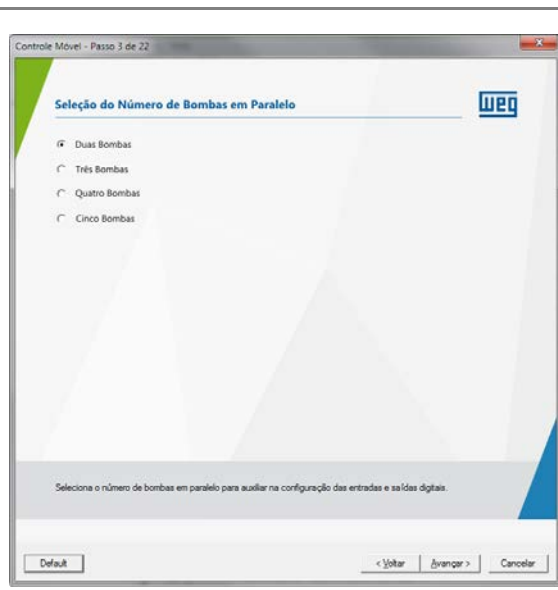 Controle Móvel - Passo 3 de 22
Seleção do Número de Bombas em Paralelo
weg
Duas Bombas
Três Bombas
Quatro Bombas
Cinco Bombas
Seleciona o número de bombas em paralelo para auxiliar na configuração das entradas e saídas digitais.
Default
< Voltar
Avançar >
Cancelar